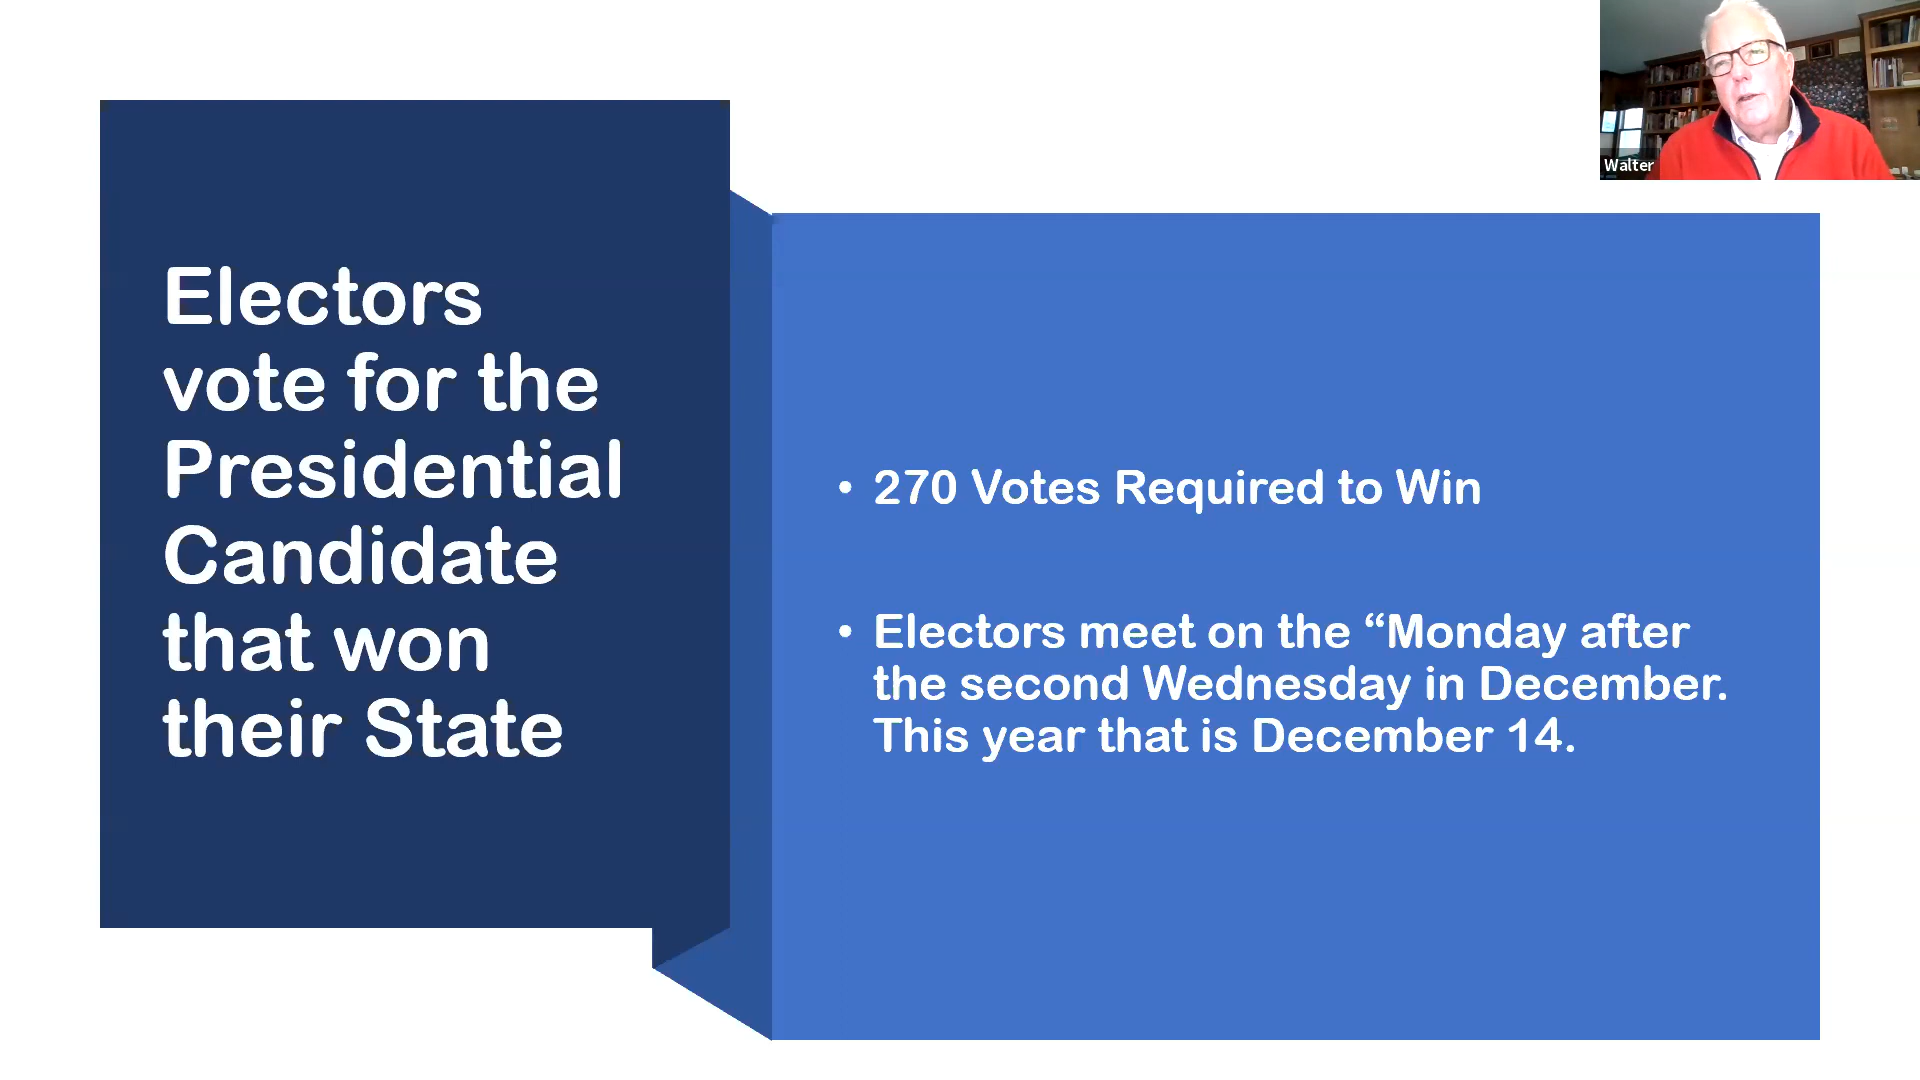 Electors
vote for the
Presidential
Candidate
that won
their State
• 270 Votes Required to Win
• Electors meet on the “Monday after
the second Wednesday in December.
This year that is December 14.
Walter